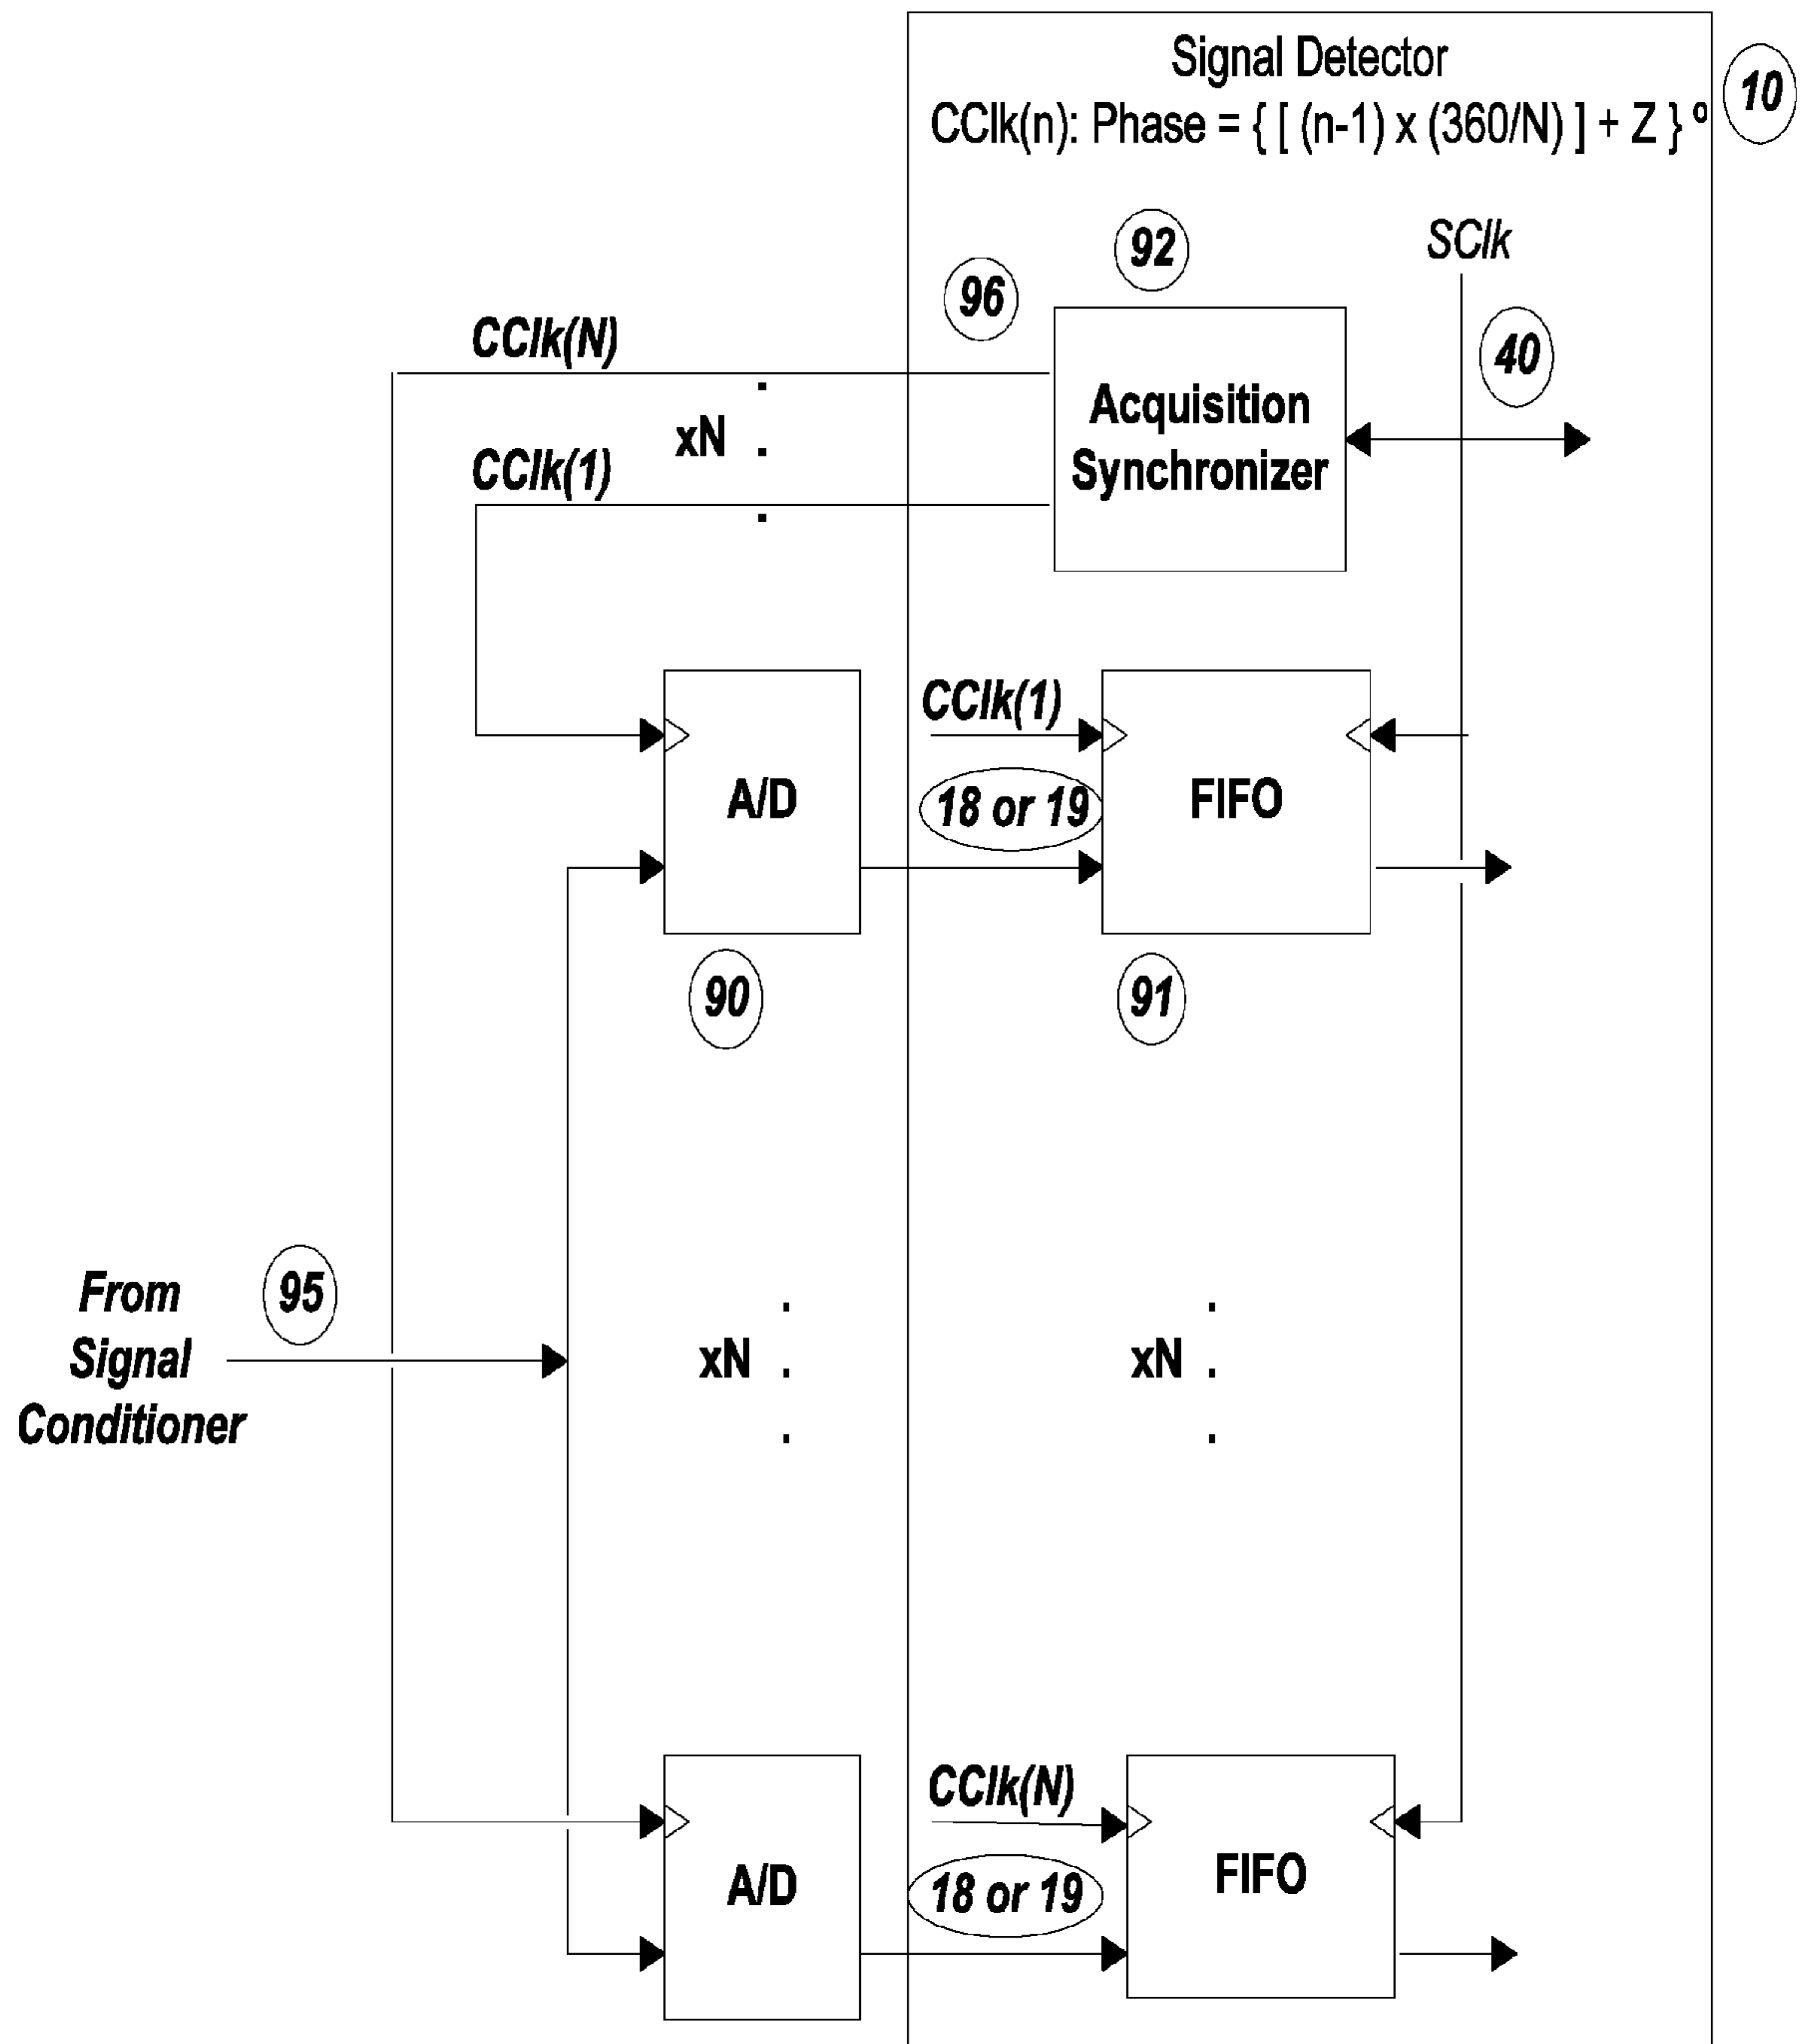 Signal Detector
CClk(n): Phase = { [ (n-1) x (360/N) ] + Z } º
10
SClk
92
96
40
CClk(N)
xN
CClk(1)
Acquisition
Synchronizer
CClk(1)
A/D
18 or 19
FIFO
90
91
From
Signal
Conditioner
95
xN
xN
CClk(N)
A/D
18 or 19
FIFO